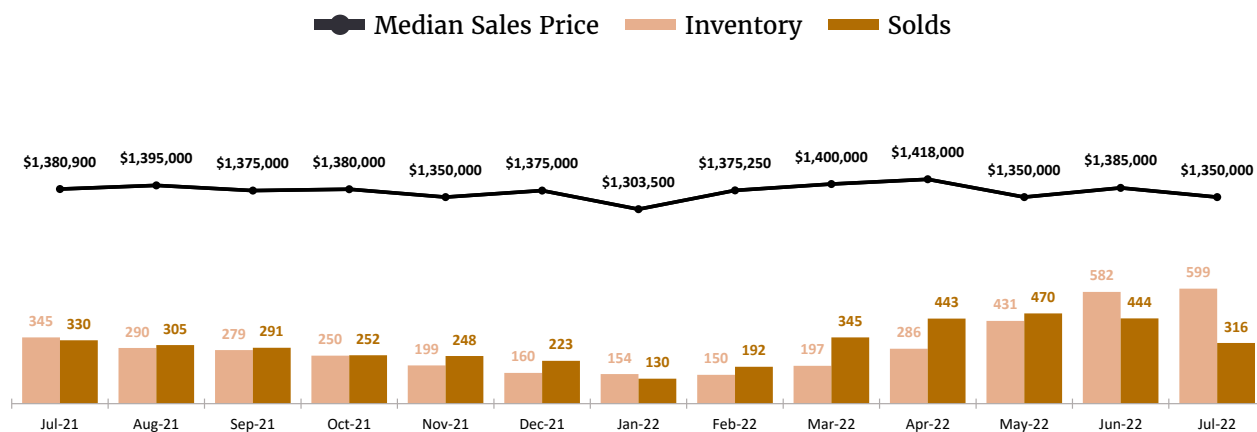 Median Sales Price Inventory Solds
$1,380,900 $1,395,000 $1,375,000 $1,380,000 $1,350,000 $1,375,000 $1,303,500 $1,375,250 $1,400,000 $1,418,000 $1,350,000 $1,385,000 $1,350,000
345 330 290 305 279 291 250 252 199 248 160 223 154 130 150 192 197 345 286 443 431 470 582 444 599 316
Jul-21 Aug-21 Sep-21 Oct-21 Nov-21 Dec-21 Jan-22 Feb-22 Mar-22 Apr-22 May-22 Jun-22 Jul-22